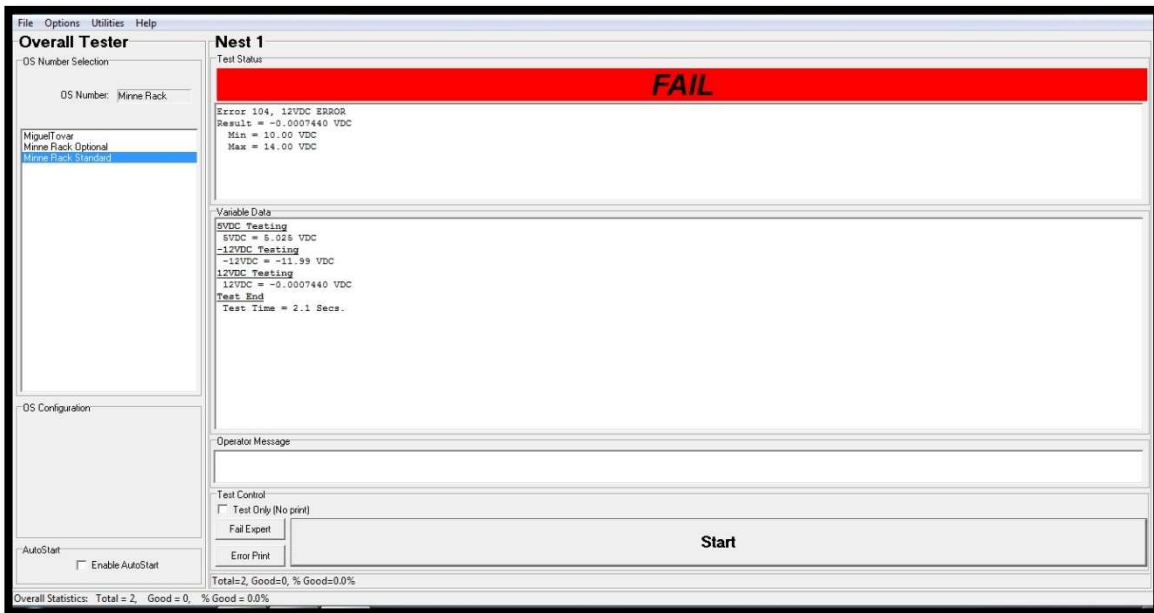 File Options Utilities Help
Overall Tester
OS Number Selection
OS Number: Minne Rack
MiguelTovar
Minne Rack Optional
Minne Rack Standard
OS Configuration
AutoStart
Enable AutoStart
Nest 1
Test Status
FAIL
Error 104, 12VDC ERROR
Result = -0.0007440 VDC
Min = 10.00 VDC
Max = 14.00 VDC
Variable Data
5VDC Testing
5VDC = 5.025 VDC
-12VDC Testing
-12VDC = -11.99 VDC
12VDC Testing
12VDC = -0.0007440 VDC
Test End
Test Time = 2.1 Secs.
Operator Message
Test Control
Test Only (No print)
Fail Expert
Error Print
Start
Total=2, Good=0, % Good=0.0%
Overall Statistics: Total = 2, Good = 0, % Good = 0.0%